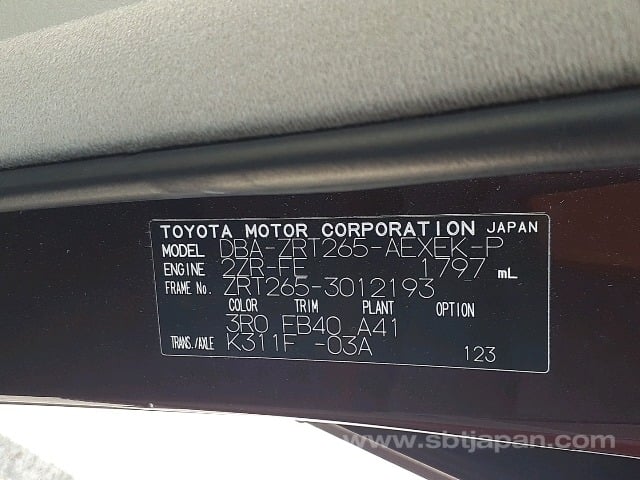 TOYOTA MOTOR CORPORATION JAPAN
MODEL DBA-ZRT265-AEXEK-P
ENGINE 2ZR-FE 1797 mL
FRAME No. ZRT265-3012193
COLOR TRIM PLANT OPTION
3R0 FB40 A41
TRANS./AXLE K311F -03A 123
www.sbtjapan.com